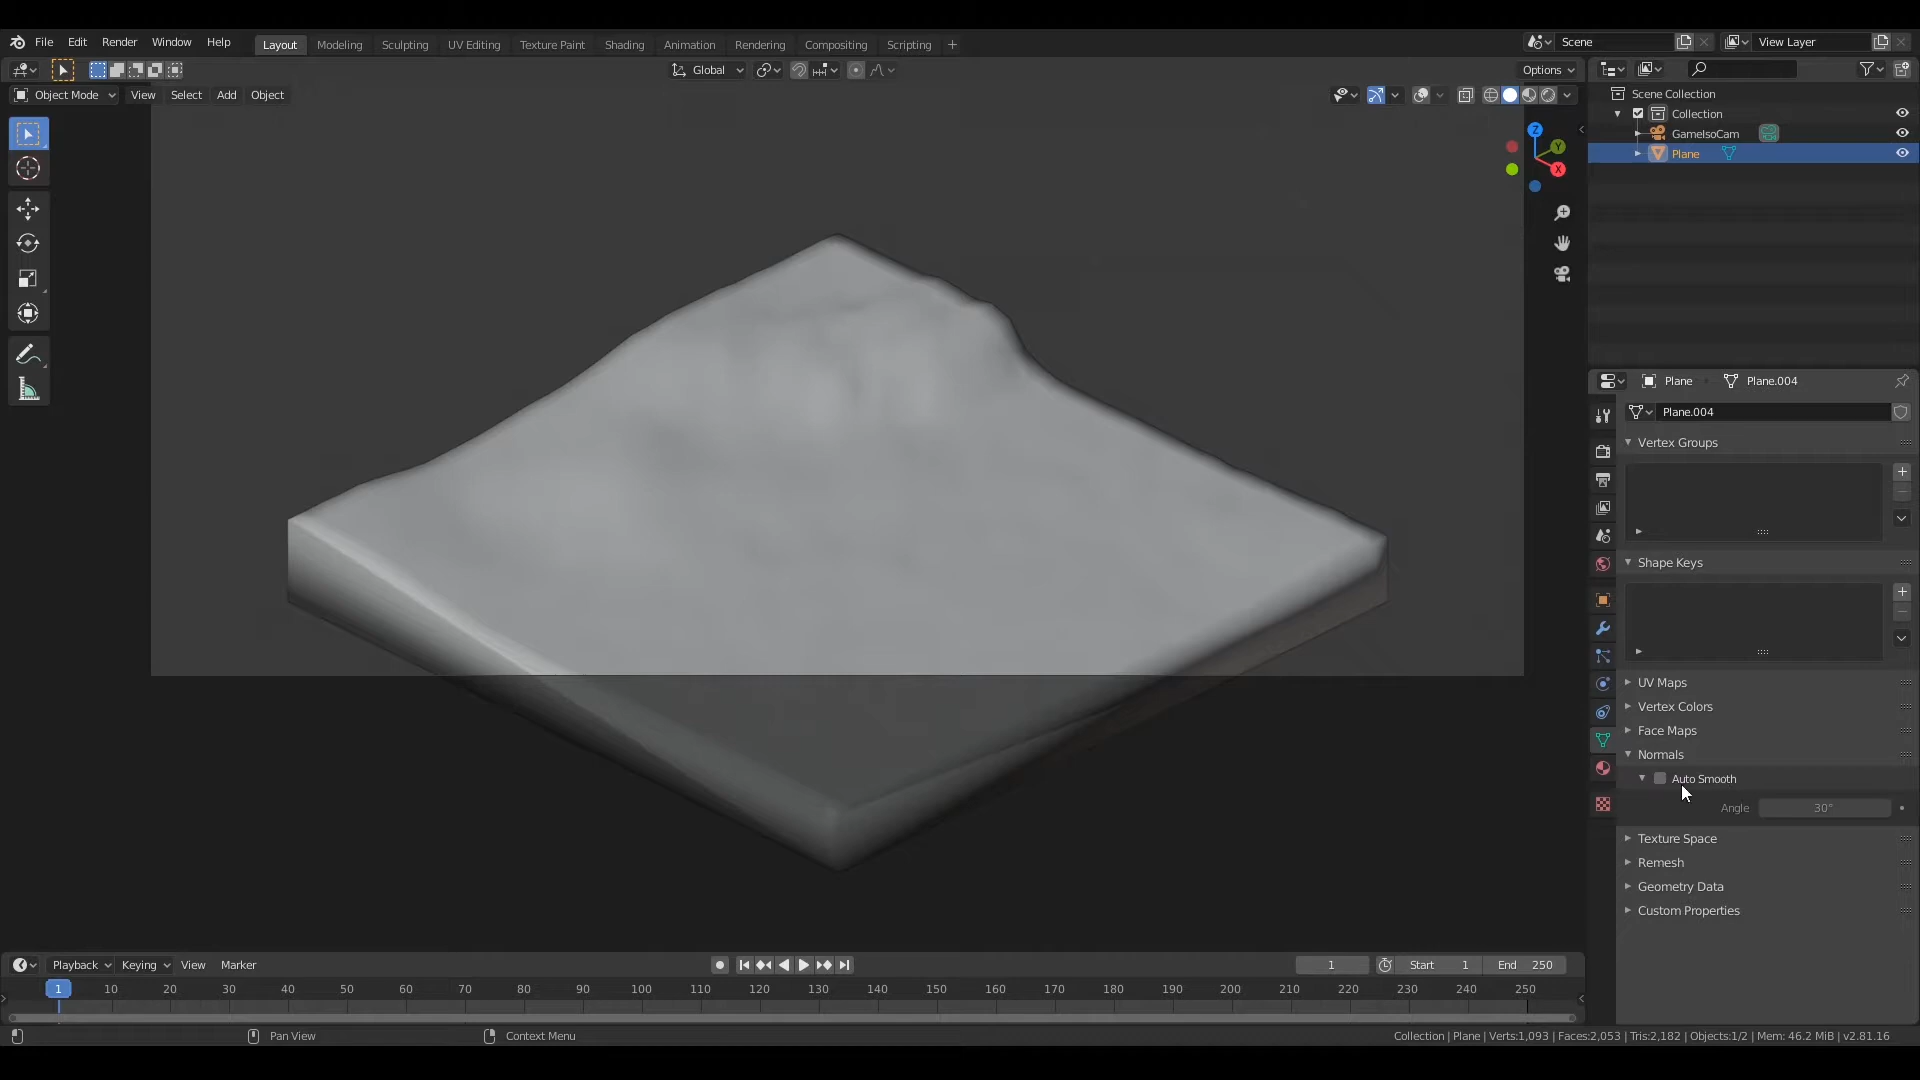 File Edit Render Window Help Layout Modeling Sculpting UV Editing Texture Paint Shading Animation Rendering Compositing Scripting + Scene View Layer
Global Options
Object Mode View Select Add Object
Scene Collection
Collection
GameIsoCam
Plane
Z
Y
X
Plane Plane.004
Plane.004
Vertex Groups
Shape Keys
UV Maps
Vertex Colors
Face Maps
Normals
Auto Smooth
Angle 30°
Texture Space
Remesh
Geometry Data
Custom Properties
Playback Keying View Marker 1 Start 1 End 250
1 10 20 30 40 50 60 70 80 90 100 110 120 130 140 150 160 170 180 190 200 210 220 230 240 250
Pan View Context Menu Collection | Plane | Verts:1,093 | Faces:2,053 | Tris:2,182 | Objects:1/2 | Mem: 46.2 MiB | v2.81.16